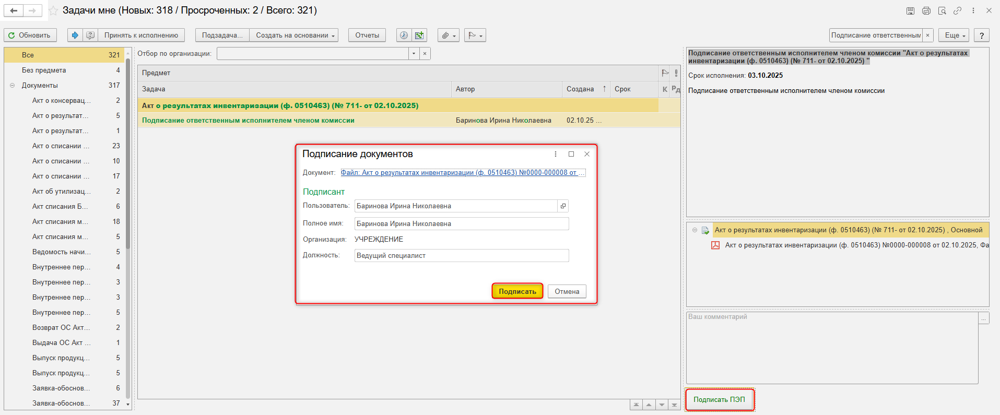 Задачи мне (Новых: 318 / Просроченных: 2 / Всего: 321)
Обновить
Принять к исполнению
Подзадача...
Создать на основании
Отчеты
Подписание ответственным
×
Еще
?
Все 321
Без предмета 4
Документы 317
Акт о консервац... 2
Акт о результат... 5
Акт о результат... 1
Акт о списании ... 23
Акт о списании ... 10
Акт о списании ... 17
Акт об утилизац... 2
Акт списания Б... 6
Акт списания м... 18
Акт списания м... 5
Ведомость начи... 5
Внутреннее пер... 4
Внутреннее пер... 3
Внутреннее пер... 3
Внутреннее пер... 5
Возврат ОС Акт... 2
Выдача ОС Акт ... 1
Выпуск продукц... 5
Выпуск продукц... 5
Заявка-обоснов... 6
Заявка-обоснов... 37
Отбор по организации:
Предмет
Задача Автор Создана ↑ Срок К Рд
Акт о результатах инвентаризации (ф. 0510463) (№ 711- от 02.10.2025)
Подписание ответственным исполнителем членом комиссии Баринова Ирина Николаевна 02.10.25 ...
Подписание документов
Документ: Файл: Акт о результатах инвентаризации (ф. 0510463) №0000-000008 от ...
Подписант
Пользователь: Баринова Ирина Николаевна
Полное имя: Баринова Ирина Николаевна
Организация: УЧРЕЖДЕНИЕ
Должность: Ведущий специалист
Подписать
Отмена
Подписание ответственным исполнителем членом комиссии "Акт о результатах
инвентаризации (ф. 0510463) (№ 711- от 02.10.2025) "
Срок исполнения: 03.10.2025
Подписание ответственным исполнителем членом комиссии
Акт о результатах инвентаризации (ф. 0510463) (№ 711- от 02.10.2025) , Основной
Акт о результатах инвентаризации (ф. 0510463) №0000-000008 от 02.10.2025, Фа
Ваш комментарий
...
Подписать ПЭП